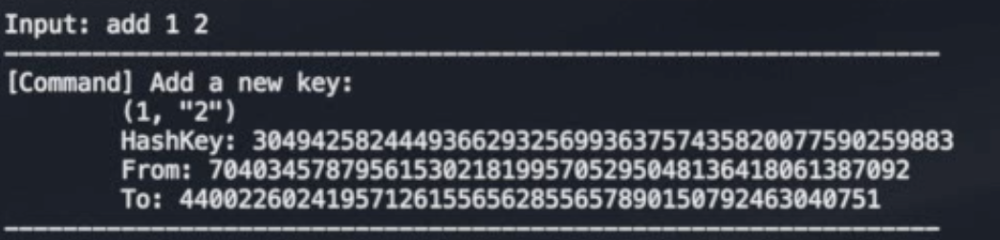 Input: add 1 2
[Command] Add a new key:
(1, "2")
HashKey: 304942582444936629325699363757435820077590259883
From: 704034578795615302181995705295048136418061387092
To: 440022602419571261556562855657890150792463040751